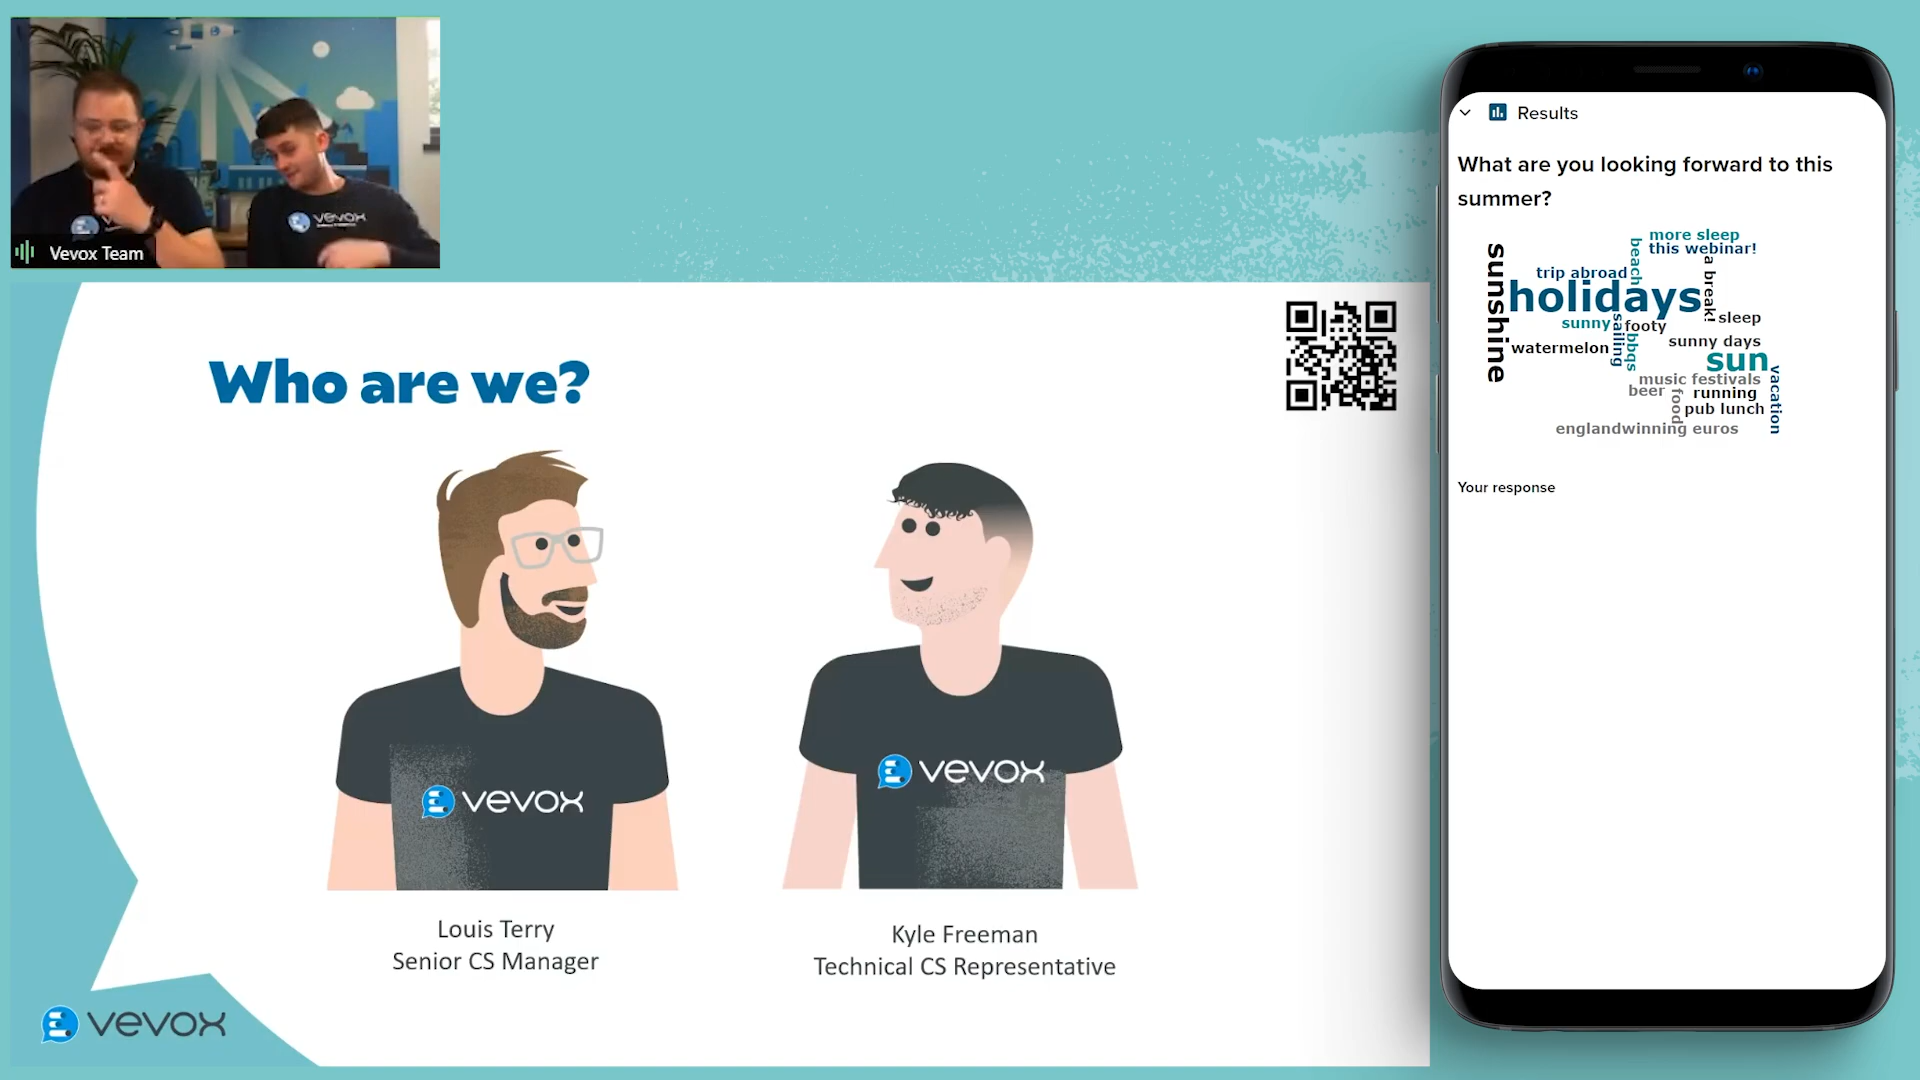 vevox
Vevox Team
Who are we?
vevox
vevox
Louis Terry
Senior CS Manager
Kyle Freeman
Technical CS Representative
vevox
Results
What are you looking forward to this
summer?
more sleep
this webinar!
beach
a break!
trip abroad
sunshine
holidays
sunny
sailing
footy
sleep
bbqs
watermelon
sunny days
sun
music festivals
vacation
beer
food
running
pub lunch
englandwinning euros
Your response